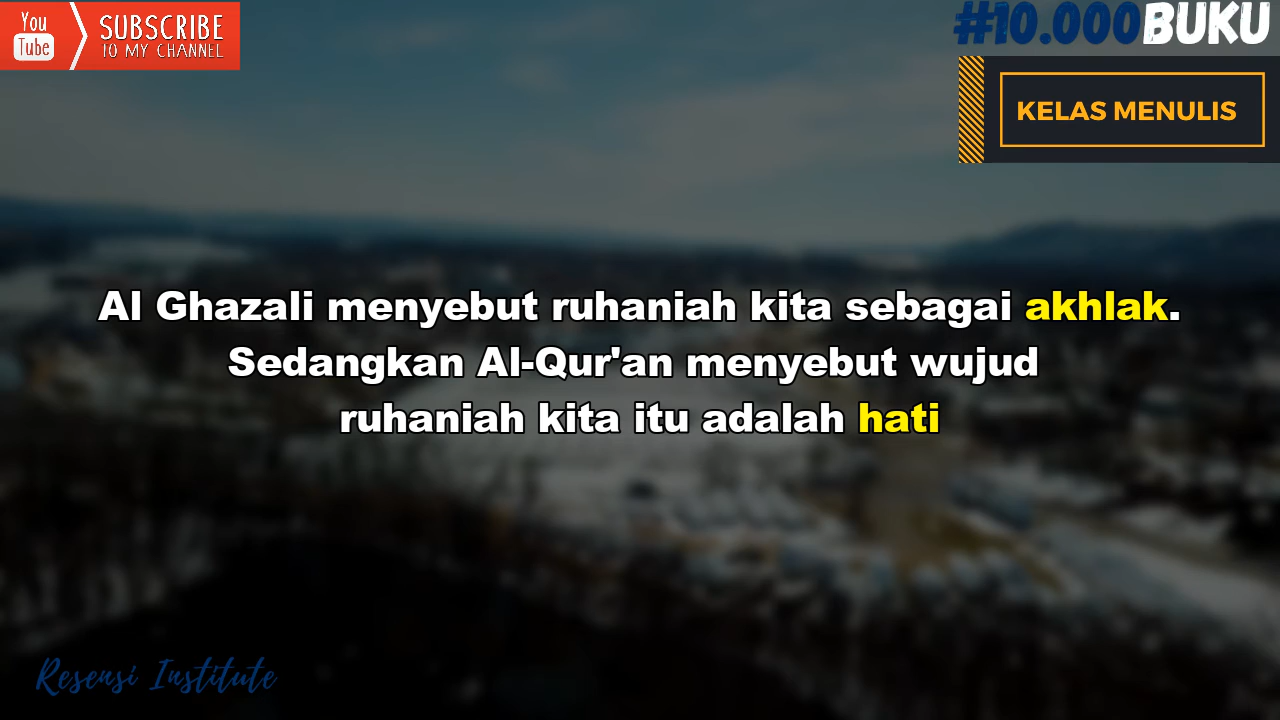 You
Tube
SUBSCRIBE
TO MY CHANNEL
#10.000BUKU
KELAS MENULIS
Al Ghazali menyebut ruhaniah kita sebagai akhlak.
Sedangkan Al-Qur'an menyebut wujud
ruhaniah kita itu adalah hati
Resensi Institute